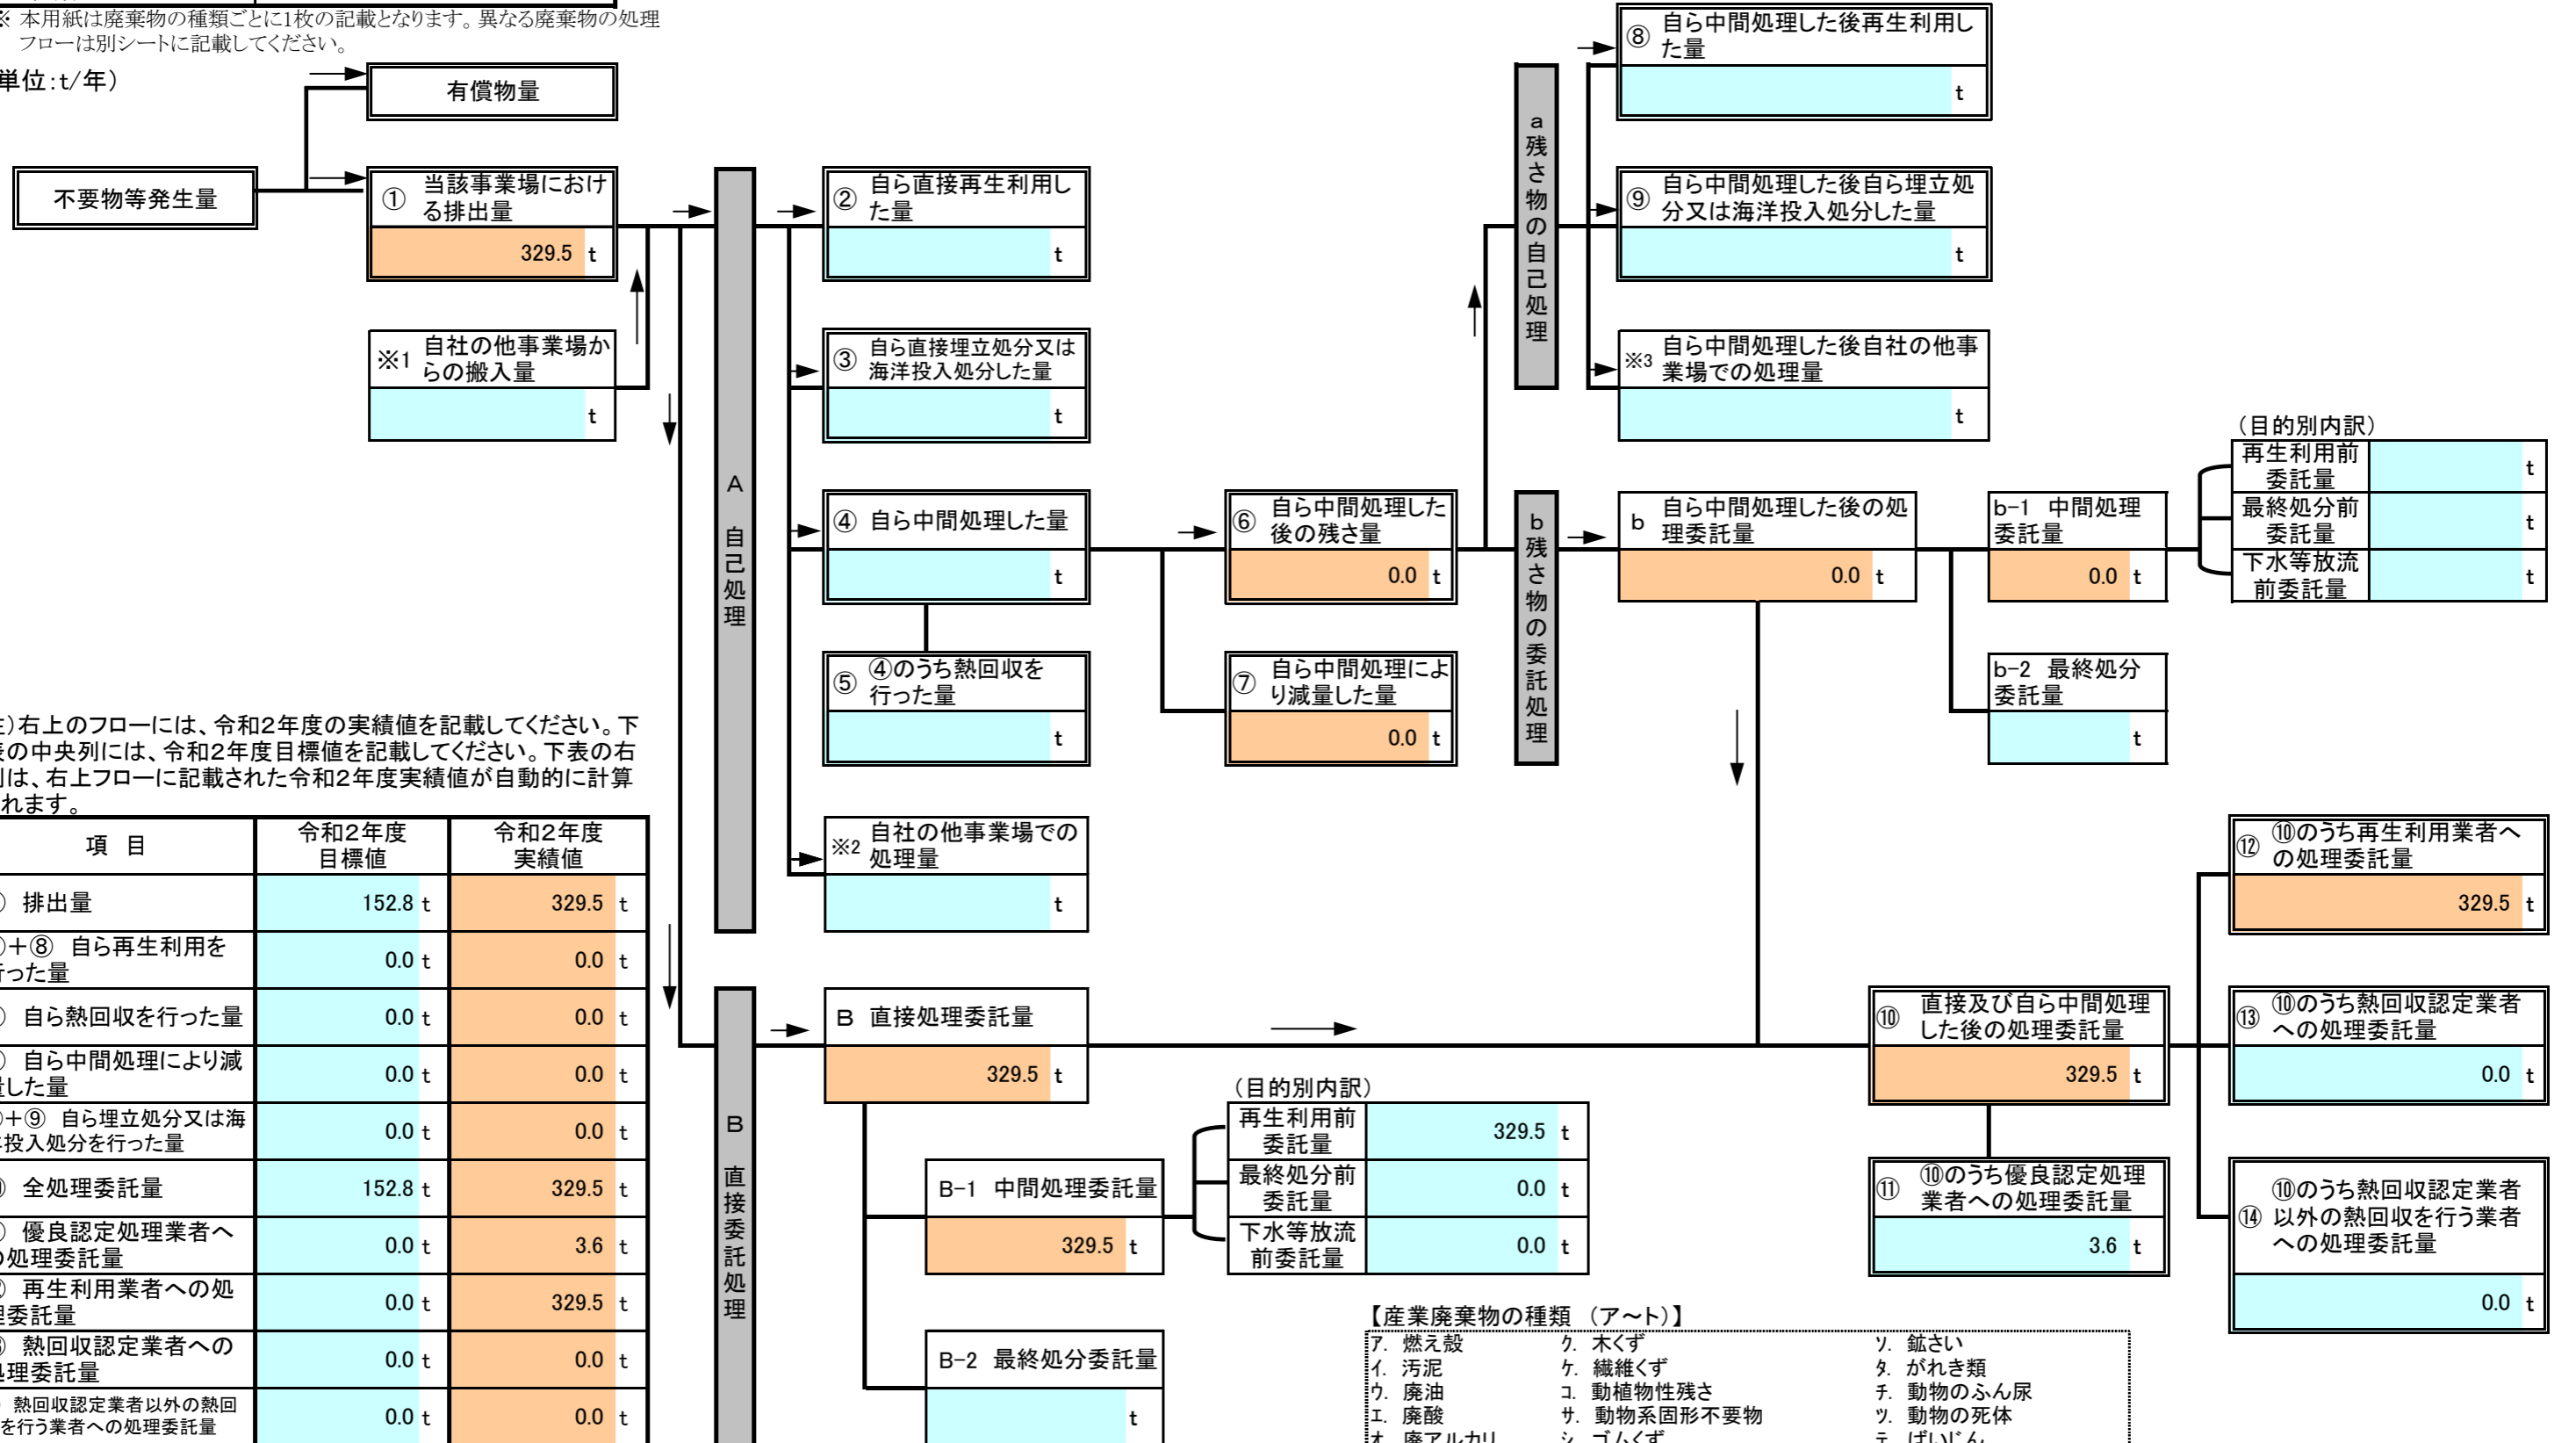 ※ 本用紙は廃棄物の種類ごとに1枚の記載となります。異なる廃棄物の処理
フローは別シートに記載してください。
単位：t/年）
有償物量
不要物等発生量
① 当該事業場におけ
る排出量
329.5 t
※1 自社の他事業場か
らの搬入量
t
A 自己処理
② 自ら直接再生利用し
た量
t
③ 自ら直接埋立処分又は
海洋投入処分した量
t
④ 自ら中間処理した量
t
⑤ ④のうち熱回収を
行った量
t
※2 自社の他事業場での
処理量
t
⑥ 自ら中間処理した
後の残さ量
0.0 t
⑦ 自ら中間処理によ
り減量した量
0.0 t
a 残さ物の自己処理
⑧ 自ら中間処理した後再生利用し
た量
t
⑨ 自ら中間処理した後自ら埋立処
分又は海洋投入処分した量
t
※3 自ら中間処理した後自社の他事
業場での処理量
t
b 残さ物の委託処理
b 自ら中間処理した後の処
理委託量
0.0 t
b-1 中間処理
委託量
0.0 t
b-2 最終処分
委託量
t
（目的別内訳）
再生利用前
委託量
t
最終処分前
委託量
t
下水等放流
前委託量
t
）右上のフローには、令和2年度の実績値を記載してください。下
表の中央列には、令和2年度目標値を記載してください。下表の右
列は、右上フローに記載された令和2年度実績値が自動的に計算
されます。
項 目 令和2年度 目標値 令和2年度 実績値
排出量 152.8 t 329.5 t
＋⑧ 自ら再生利用を
行った量 0.0 t 0.0 t
自ら熱回収を行った量 0.0 t 0.0 t
自ら中間処理により減
量した量 0.0 t 0.0 t
＋⑨ 自ら埋立処分又は海
洋投入処分を行った量 0.0 t 0.0 t
全処理委託量 152.8 t 329.5 t
優良認定処理業者へ
の処理委託量 0.0 t 3.6 t
再生利用業者への処
理委託量 0.0 t 329.5 t
熱回収認定業者への
処理委託量 0.0 t 0.0 t
熱回収認定業者以外の熱回
を行う業者への処理委託量 0.0 t 0.0 t
B 直接委託処理
B 直接処理委託量
329.5 t
B-1 中間処理委託量
329.5 t
B-2 最終処分委託量
t
（目的別内訳）
再生利用前
委託量
329.5 t
最終処分前
委託量
0.0 t
下水等放流
前委託量
0.0 t
⑩ 直接及び自ら中間処理
した後の処理委託量
329.5 t
⑪ ⑩のうち優良認定処理
業者への処理委託量
3.6 t
⑫ ⑩のうち再生利用業者へ
の処理委託量
329.5 t
⑬ ⑩のうち熱回収認定業者
への処理委託量
0.0 t
⑭ ⑩のうち熱回収認定業者
以外の熱回収を行う業者
への処理委託量
0.0 t
【産業廃棄物の種類 （ア～ト）】
ア. 燃え殻 ク. 木くず ソ. 鉱さい
イ. 汚泥 ケ. 繊維くず タ. がれき類
ウ. 廃油 コ. 動植物性残さ チ. 動物のふん尿
エ. 廃酸 サ. 動物系固形不要物 ツ. 動物の死体
オ. 廃アルカリ シ. ゴムくず テ. ばいじん